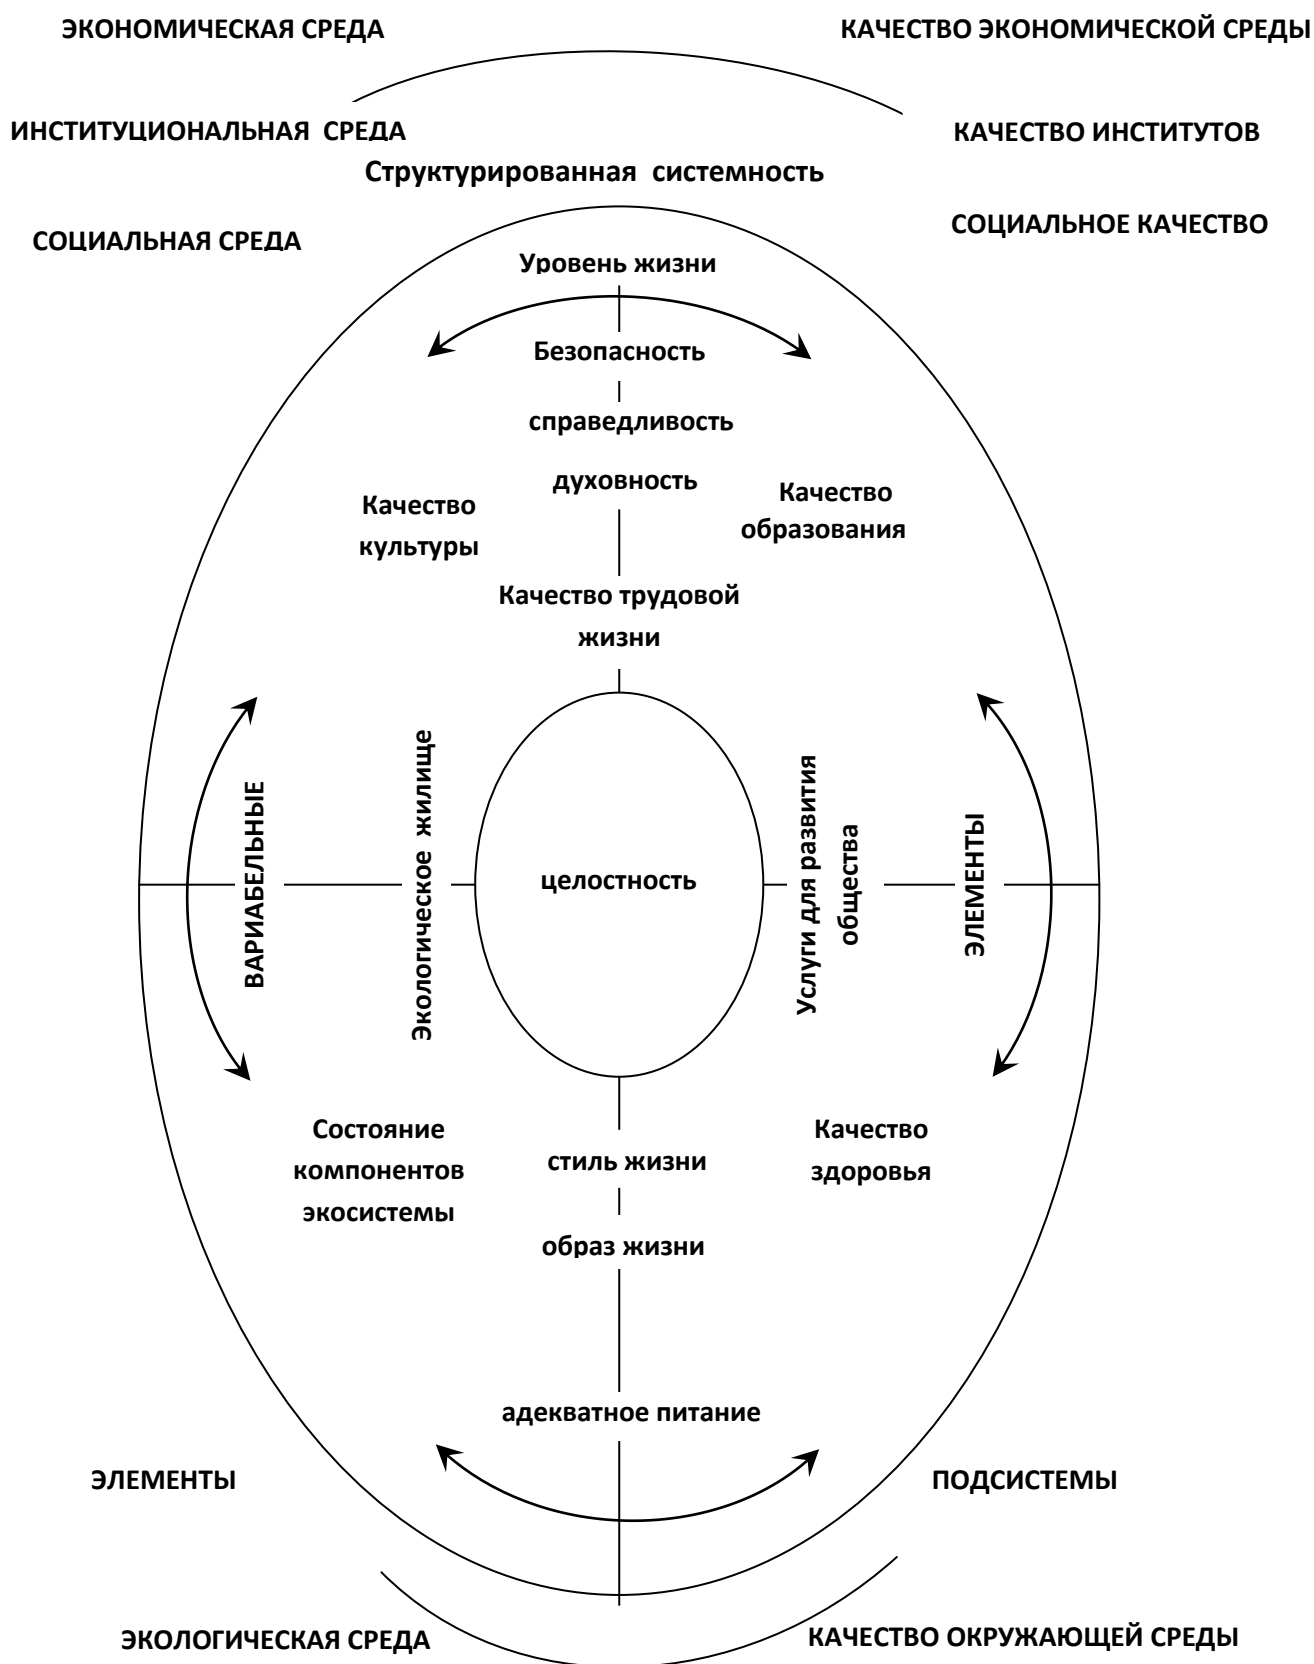 ЭКОНОМИЧЕСКАЯ СРЕДА
КАЧЕСТВО ЭКОНОМИЧЕСКОЙ СРЕДЫ
ИНСТИТУЦИОНАЛЬНАЯ СРЕДА
КАЧЕСТВО ИНСТИТУТОВ
Структурированная системность
СОЦИАЛЬНАЯ СРЕДА
СОЦИАЛЬНОЕ КАЧЕСТВО
Уровень жизни
Безопасность
справедливость
духовность
Качество
культуры
Качество
образования
Качество трудовой
жизни
ВАРИАБЕЛЬНЫЕ
Экологическое жилище
целостность
Услуги для развития
общества
ЭЛЕМЕНТЫ
Состояние
компонентов
экосистемы
стиль жизни
Качество
здоровья
образ жизни
адекватное питание
ЭЛЕМЕНТЫ
ПОДСИСТЕМЫ
ЭКОЛОГИЧЕСКАЯ СРЕДА
КАЧЕСТВО ОКРУЖАЮЩЕЙ СРЕДЫ